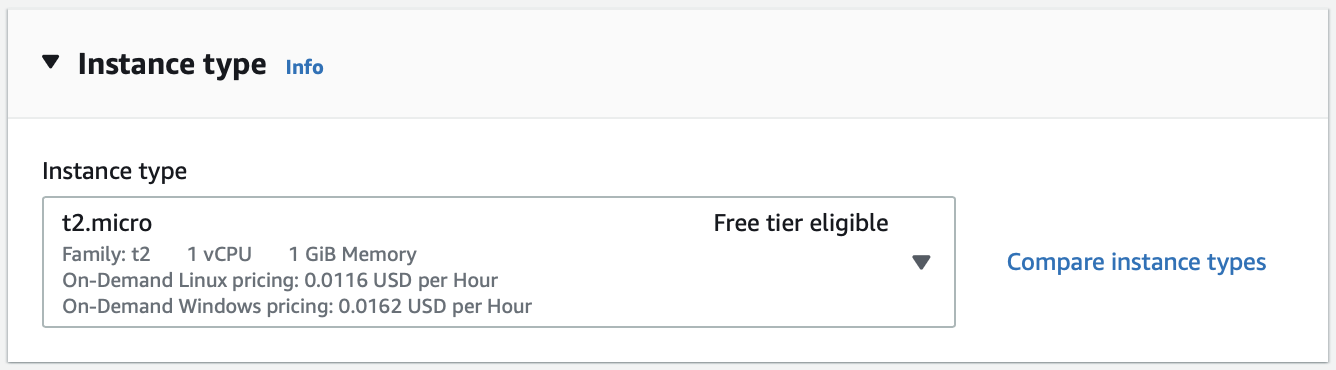 Instance type Info
Instance type
t2.micro Free tier eligible
Family: t2 1 vCPU 1 GiB Memory
On-Demand Linux pricing: 0.0116 USD per Hour
On-Demand Windows pricing: 0.0162 USD per Hour
Compare instance types